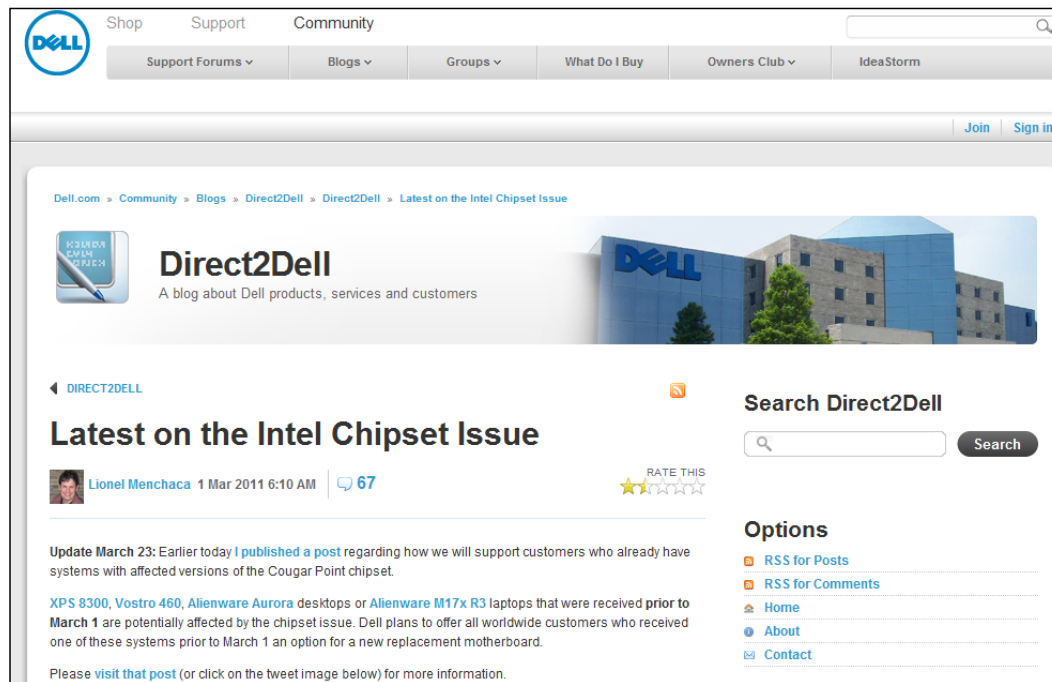 Shop Support Community
DELL
Support Forums Blogs Groups What Do I Buy Owners Club IdeaStorm
Join Sign in
Dell.com » Community » Blogs » Direct2Dell » Direct2Dell » Latest on the Intel Chipset Issue
Direct2Dell
A blog about Dell products, services and customers
DELL
DIRECT2DELL
Latest on the Intel Chipset Issue
Lionel Menchaca 1 Mar 2011 6:10 AM 67
RATE THIS
Update March 23: Earlier today I published a post regarding how we will support customers who already have
systems with affected versions of the Cougar Point chipset.
XPS 8300, Vostro 460, Alienware Aurora desktops or Alienware M17x R3 laptops that were received prior to
March 1 are potentially affected by the chipset issue. Dell plans to offer all worldwide customers who received
one of these systems prior to March 1 an option for a new replacement motherboard.
Please visit that post (or click on the tweet image below) for more information.
Search Direct2Dell
Search
Options
RSS for Posts
RSS for Comments
Home
About
Contact